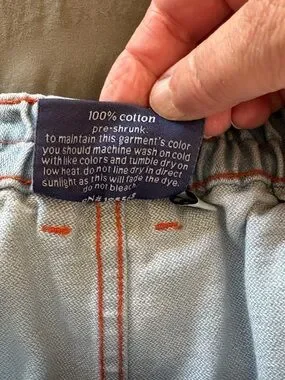 100% cotton
pre-shrunk.
to maintain this garment's color
you should machine wash on cold
with like colors and tumble dry on
low heat. do not line dry in direct
sunlight as this will fade the dye.
do not bleach.